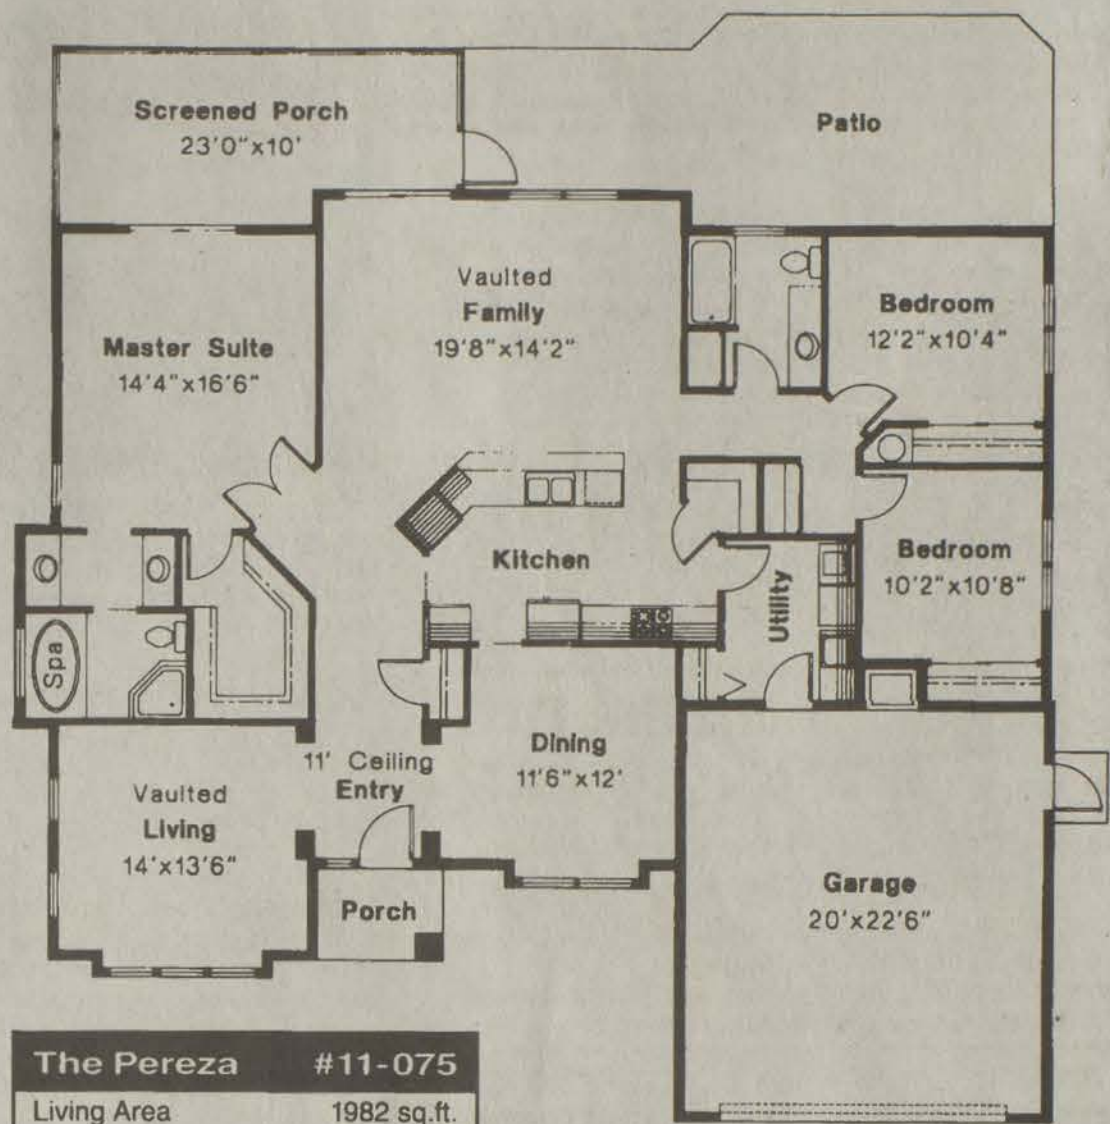 Screened Porch
23'0"x10'
Patio
Vaulted
Family
19'8"x14'2"
Bedroom
12'2"x10'4"
Master Suite
14'4"x16'6"
Kitchen
Bedroom
10'2"x10'8"
Utility
Spa
Dining
11'6"x12'
11' Ceiling
Entry
Vaulted
Living
14'x13'6"
Garage
20'x22'6"
Porch
The Pereza #11-075
Living Area 1982 sq.ft.